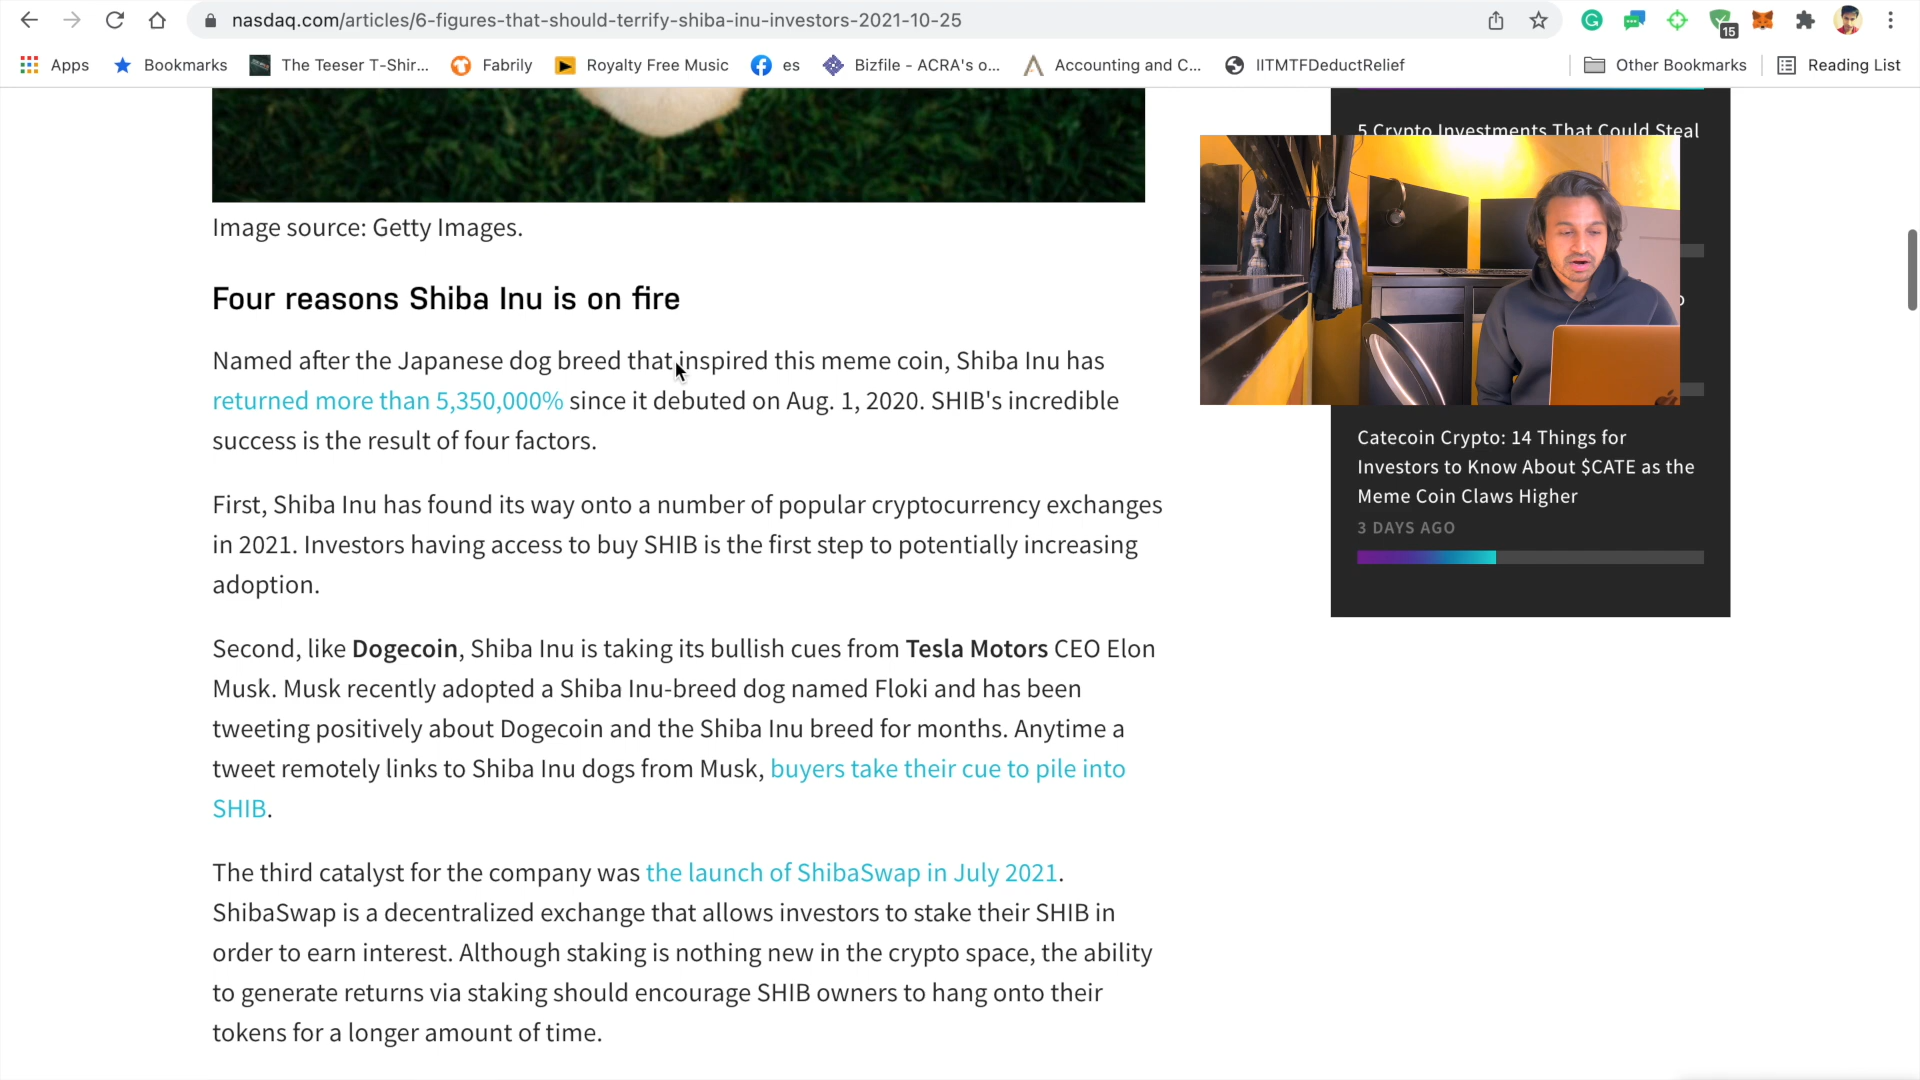 nasdaq.com/articles/6-figures-that-should-terrify-shiba-inu-investors-2021-10-25
15
Apps
Bookmarks
The Teeser T-Shir...
Fabrily
Royalty Free Music
es
Bizfile - ACRA's o...
Accounting and C...
IITMTFDeductRelief
Other Bookmarks
Reading List
5 Crypto Investments That Could Steal
Image source: Getty Images.
Four reasons Shiba Inu is on fire
Named after the Japanese dog breed that inspired this meme coin, Shiba Inu has
returned more than 5,350,000% since it debuted on Aug. 1, 2020. SHIB's incredible
success is the result of four factors.
First, Shiba Inu has found its way onto a number of popular cryptocurrency exchanges
in 2021. Investors having access to buy SHIB is the first step to potentially increasing
adoption.
Second, like Dogecoin, Shiba Inu is taking its bullish cues from Tesla Motors CEO Elon
Musk. Musk recently adopted a Shiba Inu-breed dog named Floki and has been
tweeting positively about Dogecoin and the Shiba Inu breed for months. Anytime a
tweet remotely links to Shiba Inu dogs from Musk, buyers take their cue to pile into
SHIB.
The third catalyst for the company was the launch of ShibaSwap in July 2021.
ShibaSwap is a decentralized exchange that allows investors to stake their SHIB in
order to earn interest. Although staking is nothing new in the crypto space, the ability
to generate returns via staking should encourage SHIB owners to hang onto their
tokens for a longer amount of time.
Catecoin Crypto: 14 Things for
Investors to Know About $CATE as the
Meme Coin Claws Higher
3 DAYS AGO